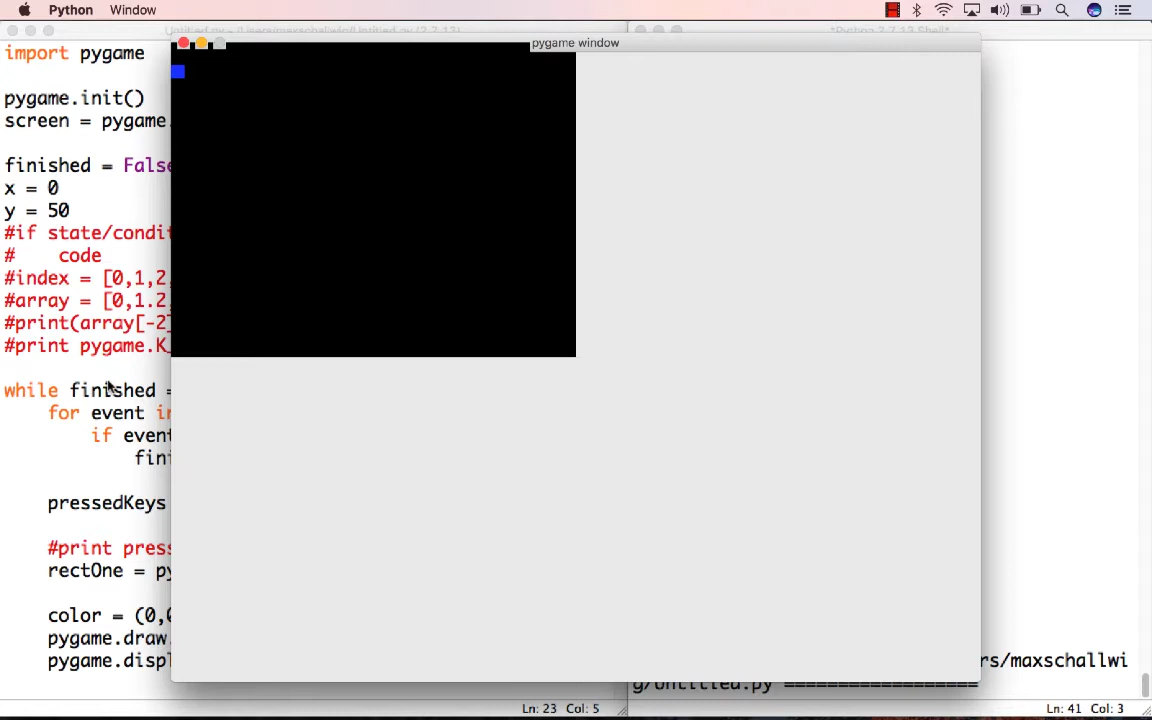 Python Window
pygame window
import pygame
pygame.init()
screen = pygame.
finished = False
x = 0
y = 50
#if state/condit
#    code
#index = [0,1,2,
#array = [0,1.2
#print(array[-2]
#print pygame.K_
while finished =
for event in
if event
fini
pressedKeys
#print press
rectOne = py
color = (0,0
pygame.draw.
pygame.displ
rs/maxschallwi
g/Untitled.py ==================
Ln: 23 Col: 5
Ln: 41 Col: 3